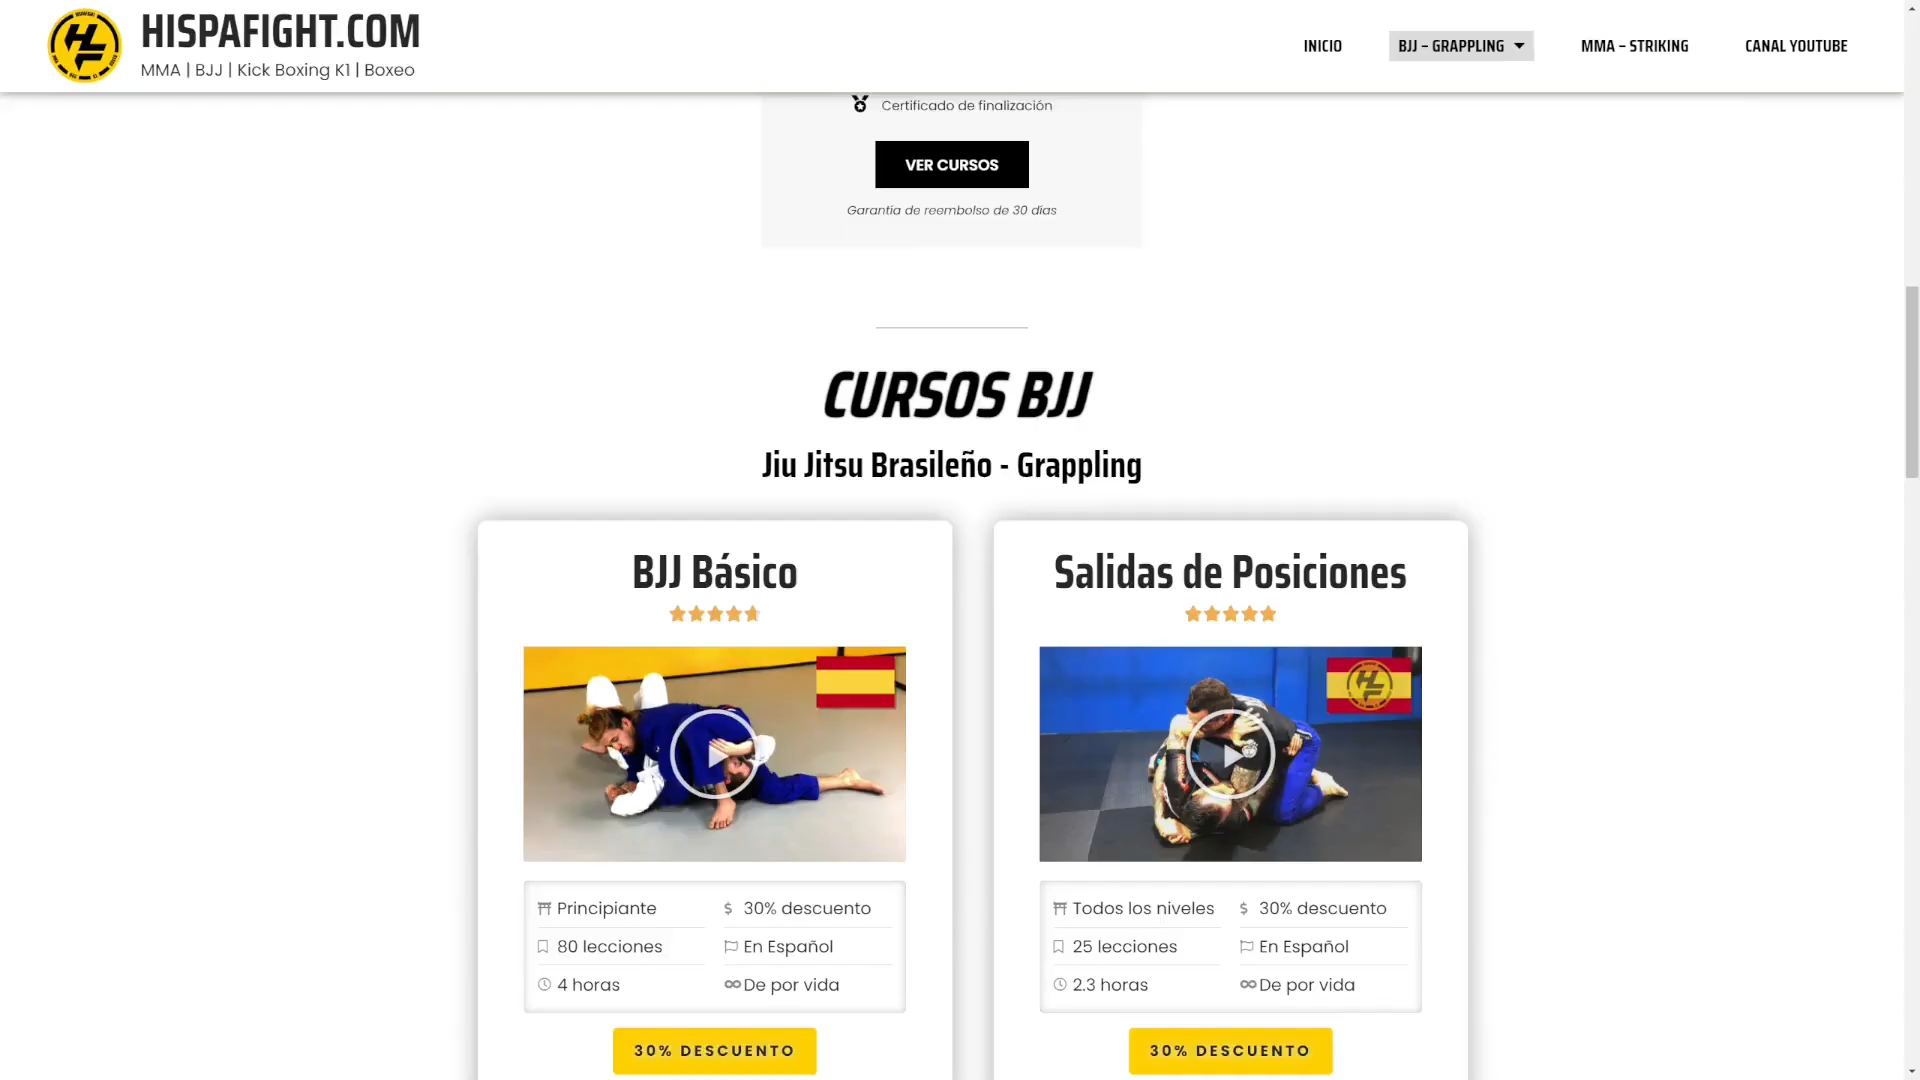 HISPAFIGHT.COM
MMA | BJJ | Kick Boxing K1 | Boxeo
INICIO
BJJ – GRAPPLING
MMA – STRIKING
CANAL YOUTUBE
Certificado de finalización
VER CURSOS
Garantía de reembolso de 30 días
CURSOS BJJ
Jiu Jitsu Brasileño - Grappling
BJJ Básico
Principiante
30% descuento
80 lecciones
En Español
4 horas
De por vida
30% DESCUENTO
Salidas de Posiciones
Todos los niveles
30% descuento
25 lecciones
En Español
2.3 horas
De por vida
30% DESCUENTO